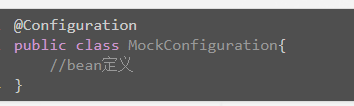 @Configuration
public class MockConfiguration{
    //bean定义
}